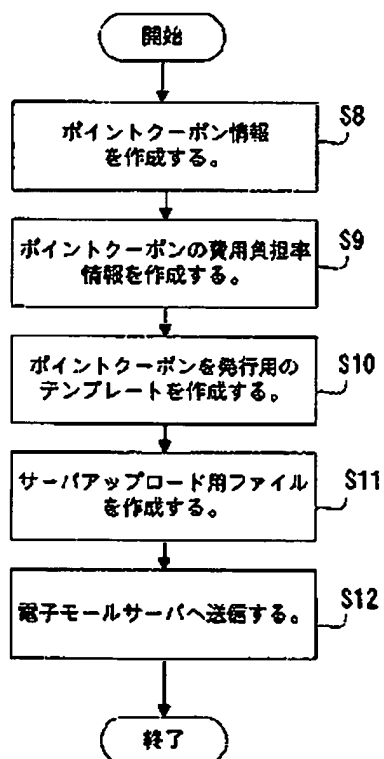 開始
S8
ポイントクーポン情報
を作成する。
S9
ポイントクーポンの費用負担率
情報を作成する。
S10
ポイントクーポンを発行用の
テンプレートを作成する。
S11
サーバアップロード用ファイル
を作成する。
S12
電子モールサーバへ送信する。
終了